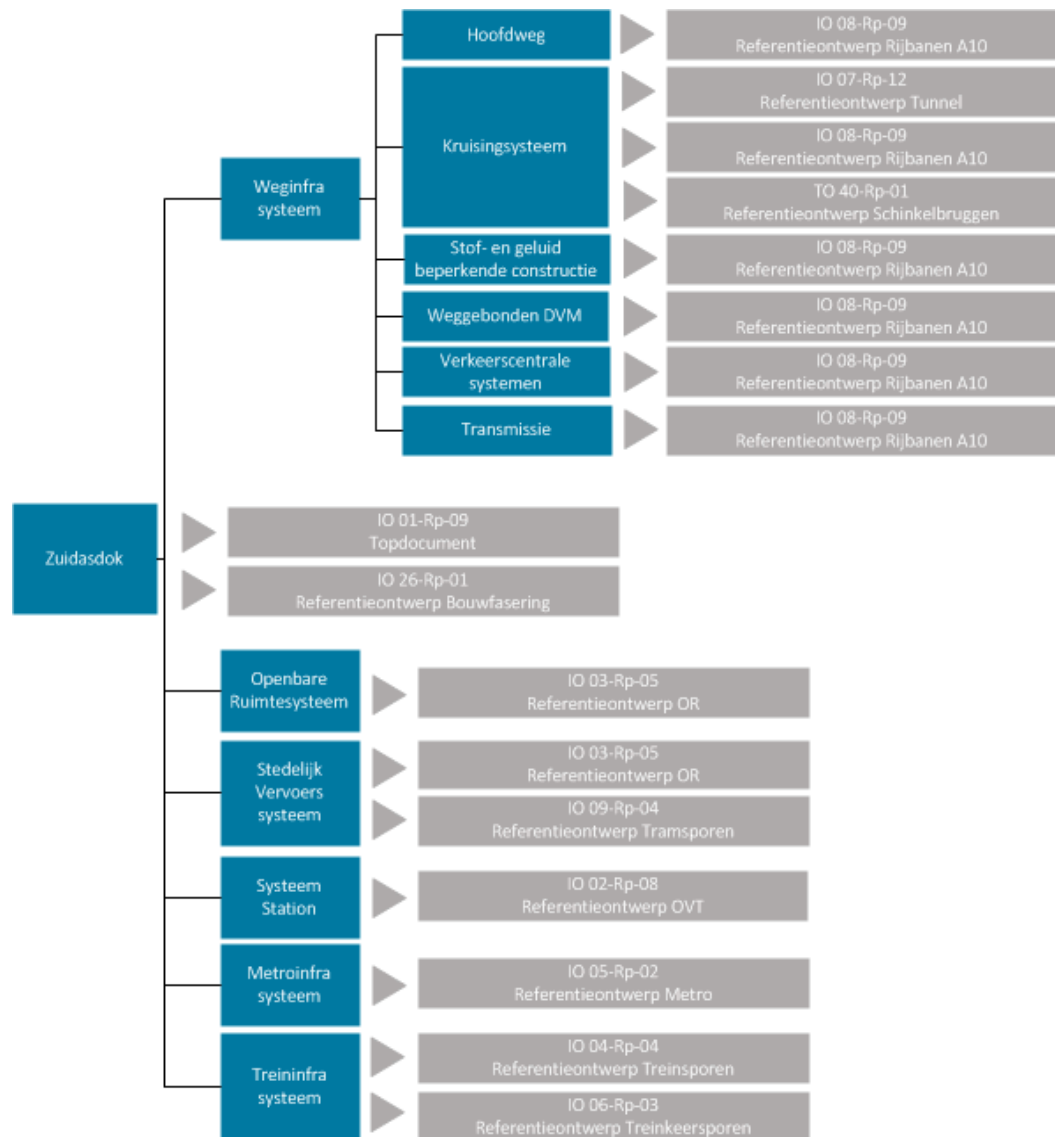 Hoofdweg
IO 08-Rp-09
Referentieontwerp Rijbanen A10
Kruisingsysteem
IO 07-Rp-12
Referentieontwerp Tunnel
IO 08-Rp-09
Referentieontwerp Rijbanen A10
TO 40-Rp-01
Referentieontwerp Schinkelbruggen
Weginfra
systeem
Stof- en geluid
beperkende constructie
IO 08-Rp-09
Referentieontwerp Rijbanen A10
Weggebonden DVM
IO 08-Rp-09
Referentieontwerp Rijbanen A10
Verkeerscentrale
systemen
IO 08-Rp-09
Referentieontwerp Rijbanen A10
Transmissie
IO 08-Rp-09
Referentieontwerp Rijbanen A10
Zuidasdok
IO 01-Rp-09
Topdocument
IO 26-Rp-01
Referentieontwerp Bouwfasering
Openbare
Ruimtesysteem
IO 03-Rp-05
Referentieontwerp OR
Stedelijk
Vervoers
systeem
IO 03-Rp-05
Referentieontwerp OR
IO 09-Rp-04
Referentieontwerp Tramsporen
Systeem
Station
IO 02-Rp-08
Referentieontwerp OVT
Metroinfra
systeem
IO 05-Rp-02
Referentieontwerp Metro
Treininfra
systeem
IO 04-Rp-04
Referentieontwerp Treinsporen
IO 06-Rp-03
Referentieontwerp Treinkeersporen